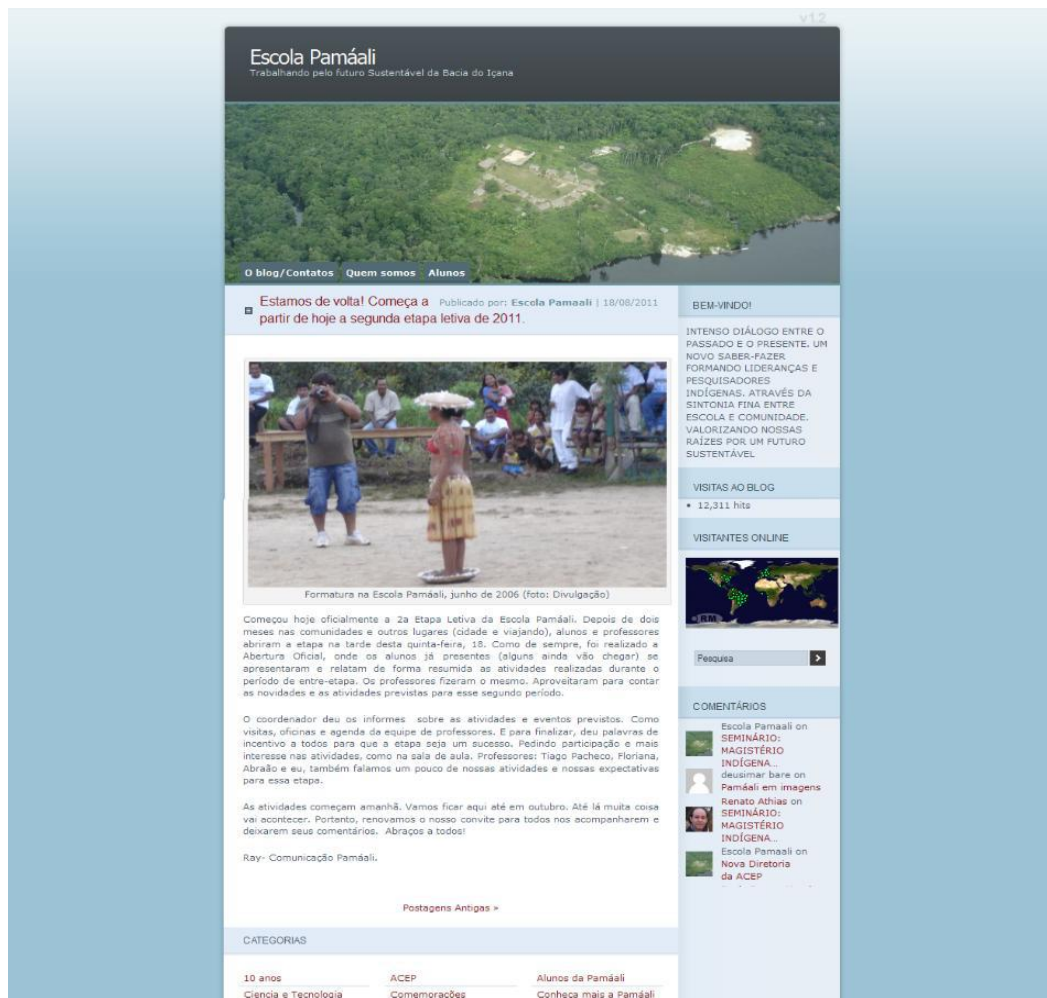 v12
Escola Pamáali
Trabalhando pelo futuro Sustentável da Bacia do Içana
O blog/Contatos Quem somos Alunos
Estamos de volta! Começa a
partir de hoje a segunda etapa letiva de 2011.
Publicado por: Escola Pamaali | 18/08/2011
Formatura na Escola Pamáali, junho de 2006 (foto: Divulgação)
Começou hoje oficialmente a 2a Etapa Letiva da Escola Pamáali. Depois de dois
meses nas comunidades e outros lugares (cidade e viajando), alunos e professores
abriram a etapa na tarde desta quinta-feira, 18. Como de sempre, foi realizado a
Abertura Oficial, onde os alunos já presentes (alguns ainda vão chegar) se
apresentaram e relatam de forma resumida as atividades realizadas durante o
período de entre-etapa. Os professores fizeram o mesmo. Aproveitaram para contar
as novidades e as atividades previstas para esse segundo período.
O coordenador deu os informes sobre as atividades e eventos previstos. Como
visitas, oficinas e agenda da equipe de professores. E para finalizar, deu palavras de
incentivo a todos para que a etapa seja um sucesso. Pedindo participação e mais
interesse nas atividades, como na sala de aula. Professores: Tiago Pacheco, Floriana,
Abraão e eu, também falamos um pouco de nossas atividades e nossas expectativas
para essa etapa.
As atividades começam amanhã. Vamos ficar aqui até em outubro. Até lá muita coisa
vai acontecer. Portanto, renovamos o nosso convite para todos nos acompanharem e
deixarem seus comentários. Abraços a todos!
Ray- Comunicação Pamáali.
Postagens Antigas »
CATEGORIAS
10 anos ACEP Alunos da Pamáali
Ciencia e Tecnologia Comemorações Conheça mais a Pamáali
BEM-VINDO!
INTENSO DIÁLOGO ENTRE O
PASSADO E O PRESENTE. UM
NOVO SABER-FAZER
FORMANDO LIDERANÇAS E
PESQUISADORES
INDÍGENAS. ATRAVÉS DA
SINTONIA FINA ENTRE
ESCOLA E COMUNIDADE.
VALORIZANDO NOSSAS
RAÍZES POR UM FUTURO
SUSTENTÁVEL
VISITAS AO BLOG
• 12,311 hits
VISITANTES ONLINE
RM
Pesquisa
COMENTÁRIOS
Escola Pamaali on
SEMINÁRIO:
MAGISTÉRIO
INDÍGENA...
deusimar bare on
Pamáali em imagens
Renato Athias on
SEMINÁRIO:
MAGISTÉRIO
INDÍGENA...
Escola Pamaali on
Nova Diretoria
da ACEP